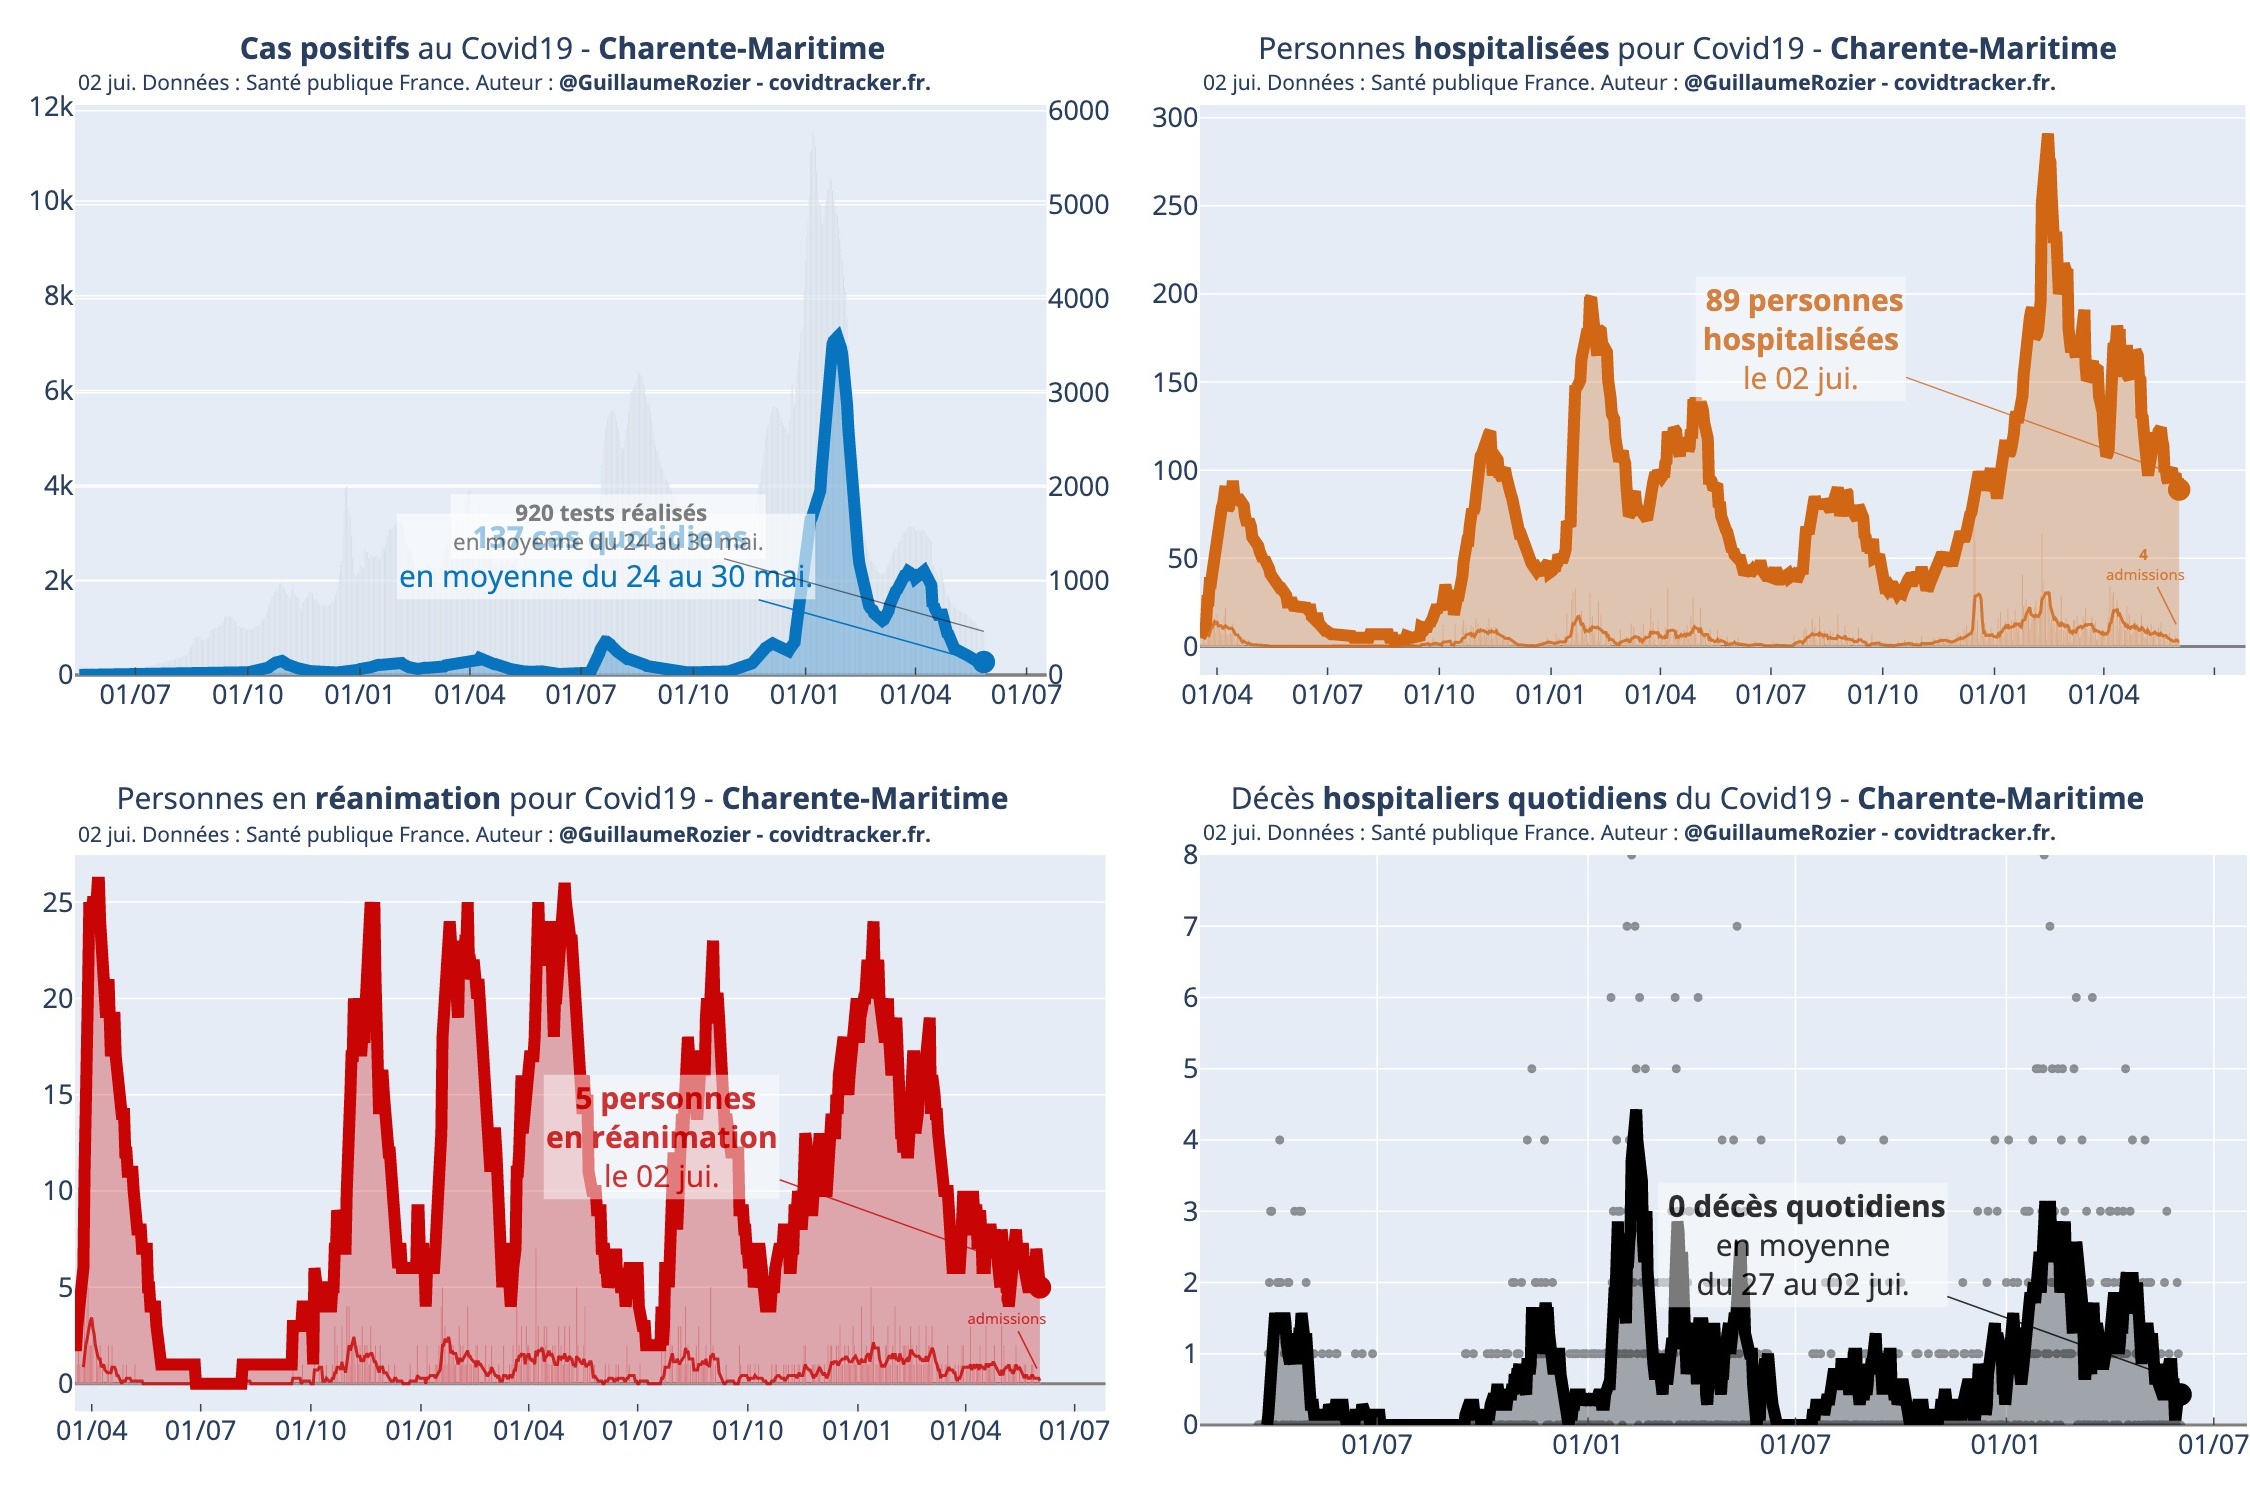 Cas positifs au Covid19 - Charente-Maritime
02 jui. Données : Santé publique France. Auteur : @GuillaumeRozier - covidtracker.fr.
12k
10k
8k
6k
4k
2k
0
6000
5000
4000
3000
2000
1000
0
920 tests réalisés
en moyenne du 24 au 30 mai.
137 cas quotidiens
en moyenne du 24 au 30 mai.
01/07 01/10 01/01 01/04 01/07 01/10 01/01 01/04 01/07
Personnes hospitalisées pour Covid19 - Charente-Maritime
02 jui. Données : Santé publique France. Auteur : @GuillaumeRozier - covidtracker.fr.
300
250
200
150
100
50
0
89 personnes
hospitalisées
le 02 jui.
4
admissions
01/04 01/07 01/10 01/01 01/04 01/07 01/10 01/01 01/04
Personnes en réanimation pour Covid19 - Charente-Maritime
02 jui. Données : Santé publique France. Auteur : @GuillaumeRozier - covidtracker.fr.
25
20
15
10
5
0
5 personnes
en réanimation
le 02 jui.
admissions
01/04 01/07 01/10 01/01 01/04 01/07 01/10 01/01 01/04 01/07
Décès hospitaliers quotidiens du Covid19 - Charente-Maritime
02 jui. Données : Santé publique France. Auteur : @GuillaumeRozier - covidtracker.fr.
8
7
6
5
4
3
2
1
0
0 décès quotidiens
en moyenne
du 27 au 02 jui.
01/07 01/01 01/07 01/01 01/07